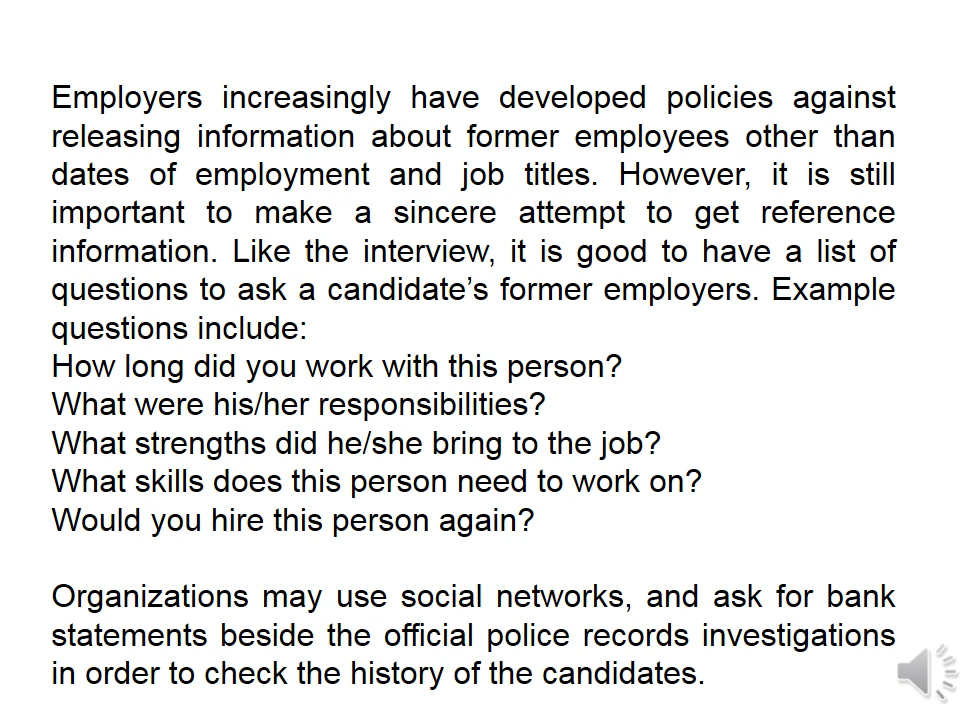 Employers increasingly have developed policies against
releasing information about former employees other than
dates of employment and job titles. However, it is still
important to make a sincere attempt to get reference
information. Like the interview, it is good to have a list of
questions to ask a candidate’s former employers. Example
questions include:
How long did you work with this person?
What were his/her responsibilities?
What strengths did he/she bring to the job?
What skills does this person need to work on?
Would you hire this person again?
Organizations may use social networks, and ask for bank
statements beside the official police records investigations
in order to check the history of the candidates.